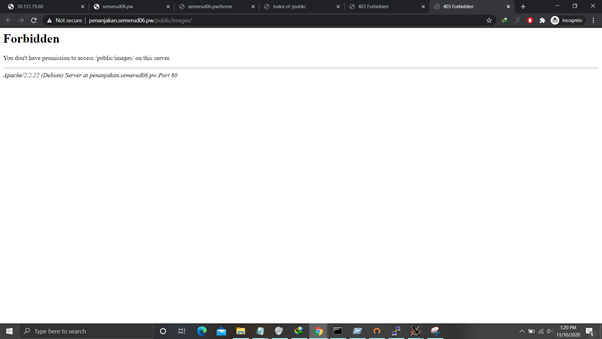 10.151.79.60
semerud06.pw
semerud06.pw/home
Index of /public
403 Forbidden
403 Forbidden
Not secure | penanjakan.semerud06.pw/public/images/
Incognito
Forbidden
You don't have permission to access /public/images/ on this server.
Apache/2.2.22 (Debian) Server at penanjakan.semerud06.pw Port 80
Type here to search
1:20 PM
11/10/2020